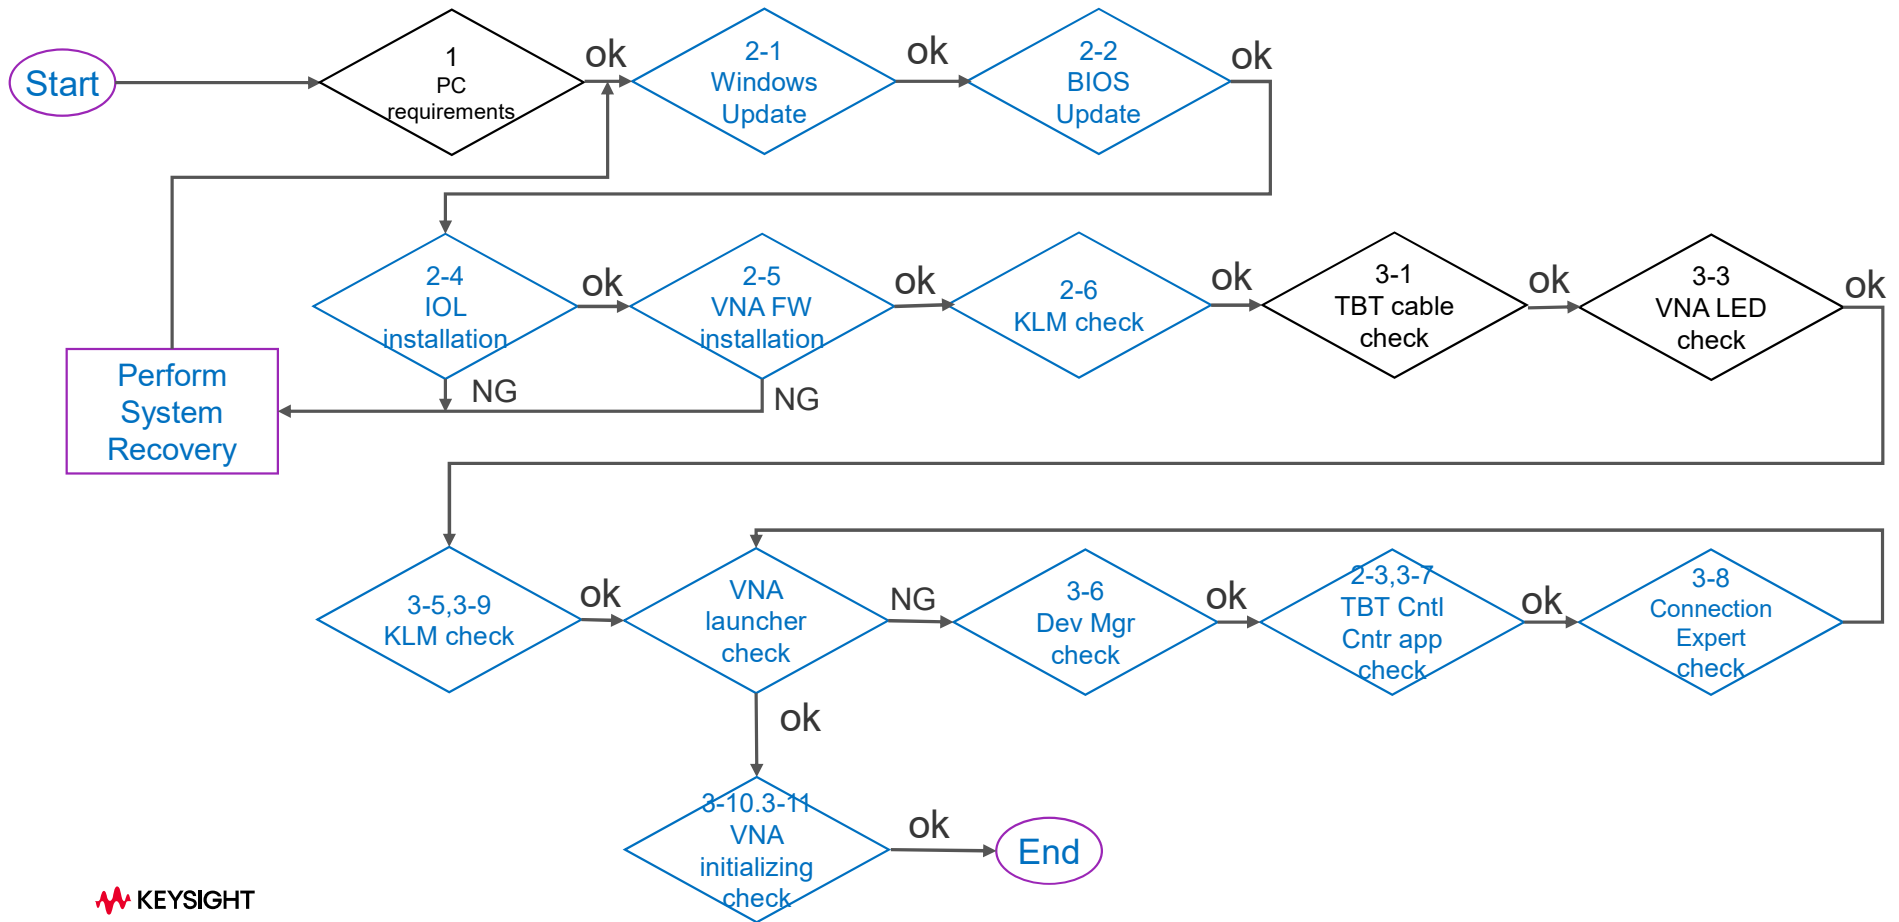 Start
1
PC
requirements
ok
2-1
Windows
Update
ok
2-2
BIOS
Update
ok
2-4
IOL
installation
ok
2-5
VNA FW
installation
ok
2-6
KLM check
ok
3-1
TBT cable
check
ok
3-3
VNA LED
check
ok
NG
NG
Perform
System
Recovery
3-5,3-9
KLM check
ok
VNA
launcher
check
NG
3-6
Dev Mgr
check
ok
2-3,3-7
TBT Cntl
Cntr app
check
ok
3-8
Connection
Expert
check
ok
3-10.3-11
VNA
initializing
check
ok
End
KEYSIGHT